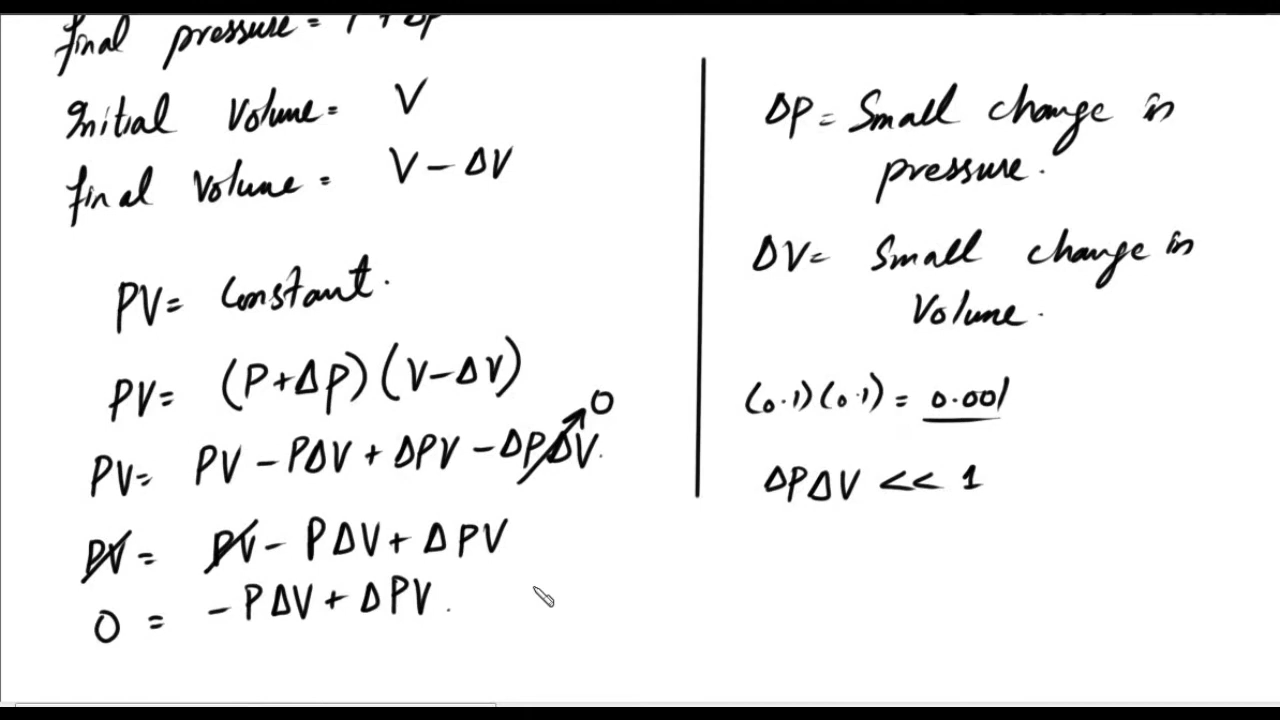 final pressure = P + Δp
Initial Volume = V
final Volume = V - ΔV
PV = Constant.
PV = (P+Δp) (V-ΔV)
0
PV = PV - PΔV + ΔPV - ΔPΔV.
PV = PV - PΔV + ΔPV
0 = - PΔV + ΔPV .
ΔP = Small change in
pressure.
ΔV = Small change in
Volume.
(0.1)(0.1) = 0.001
ΔPΔV << 1